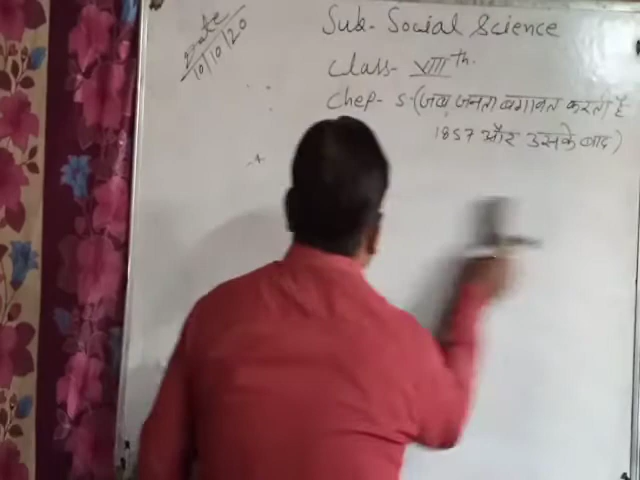 Date
10/10/20
Sub- Social Science
Class- VIIIth.
Chep- 5. (जब जनता बगावत करती है
1857 और उसके बाद)